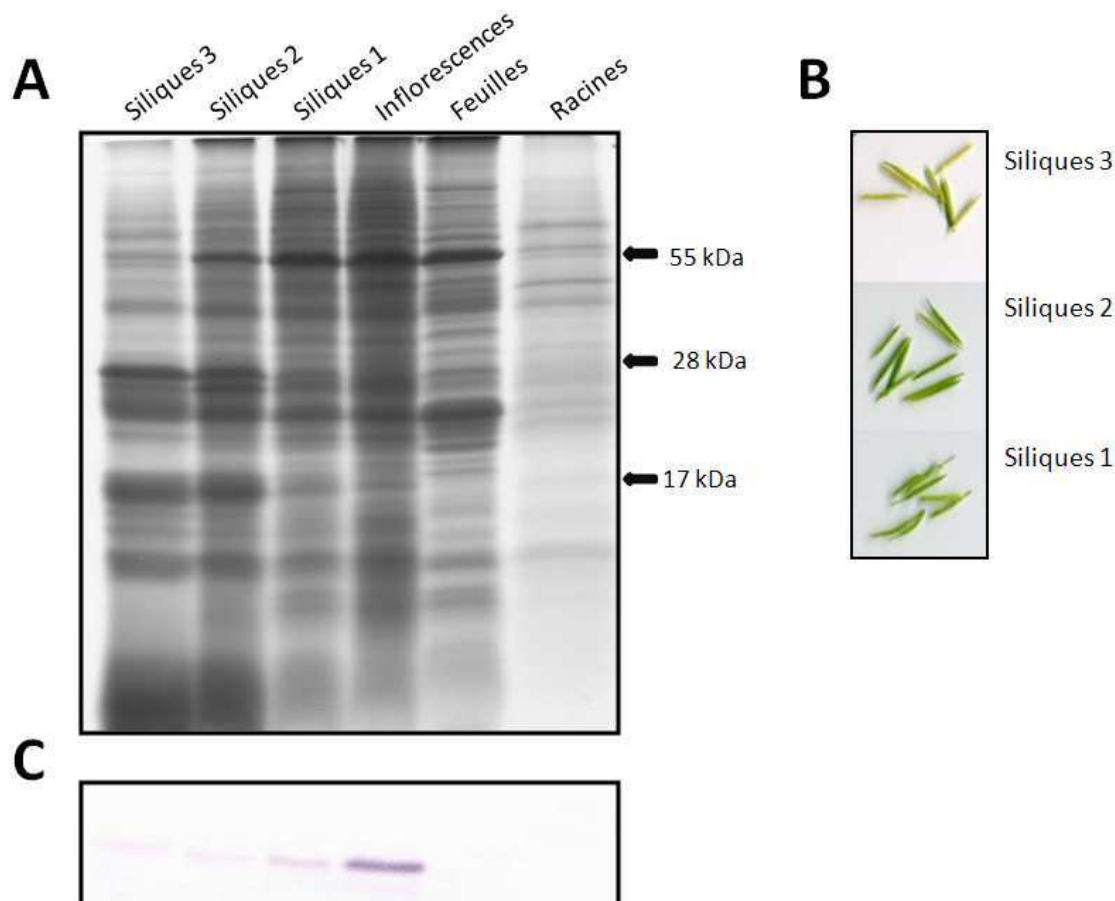 A
Siliques 3
Siliques 2
Siliques 1
Inflorescences
Feuilles
Racines
55 kDa
28 kDa
17 kDa
B
Siliques 3
Siliques 2
Siliques 1
C